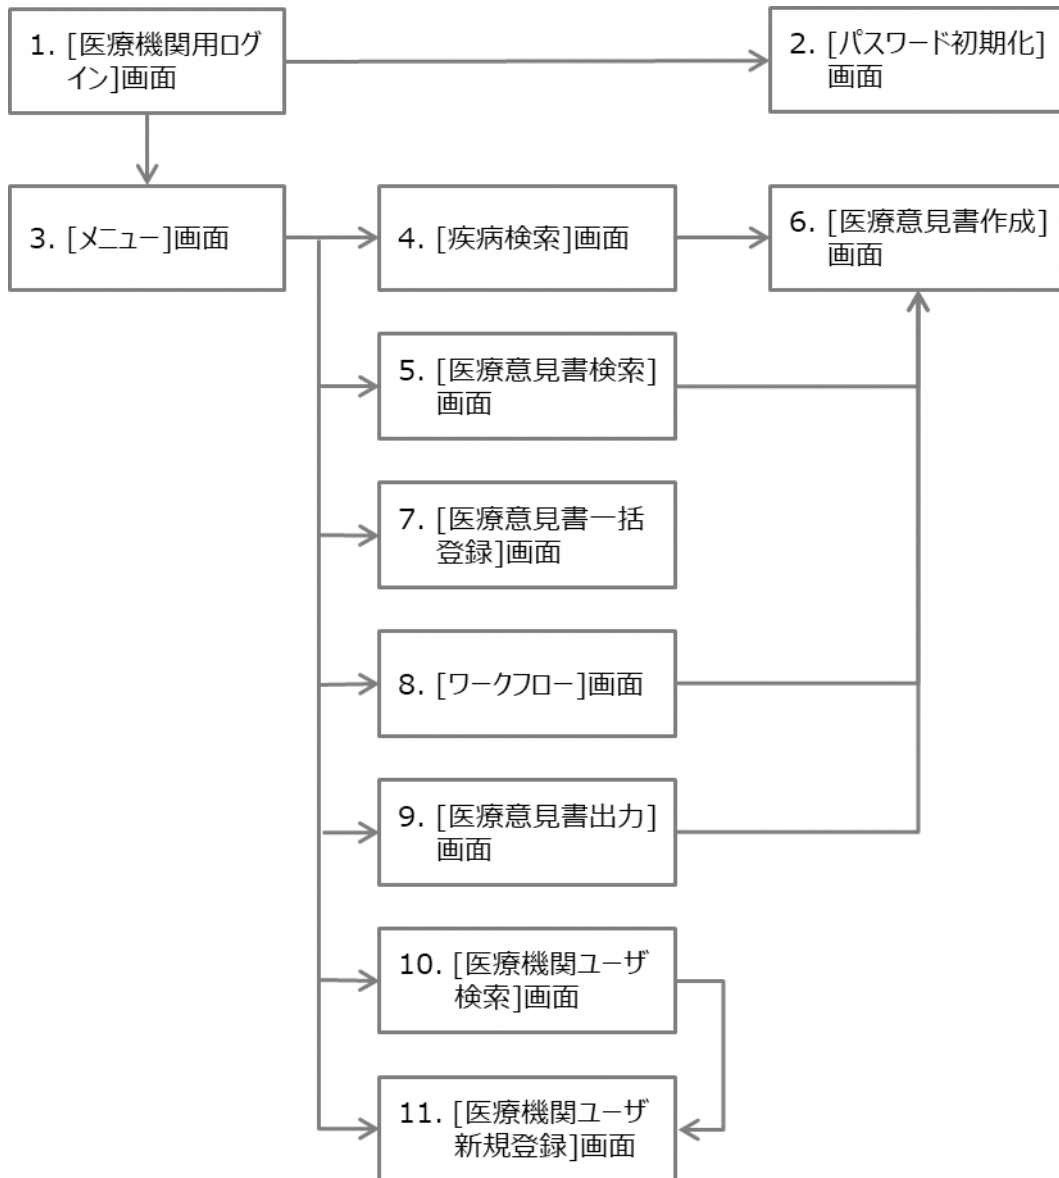 1. [医療機関用ログ
イン]画面
2. [パスワード初期化]
画面
3. [メニュー]画面
4. [疾病検索]画面
6. [医療意見書作成]
画面
5. [医療意見書検索]
画面
7. [医療意見書一括
登録]画面
8. [ワークフロー]画面
9. [医療意見書出力]
画面
10. [医療機関ユーザ
検索]画面
11. [医療機関ユーザ
新規登録]画面